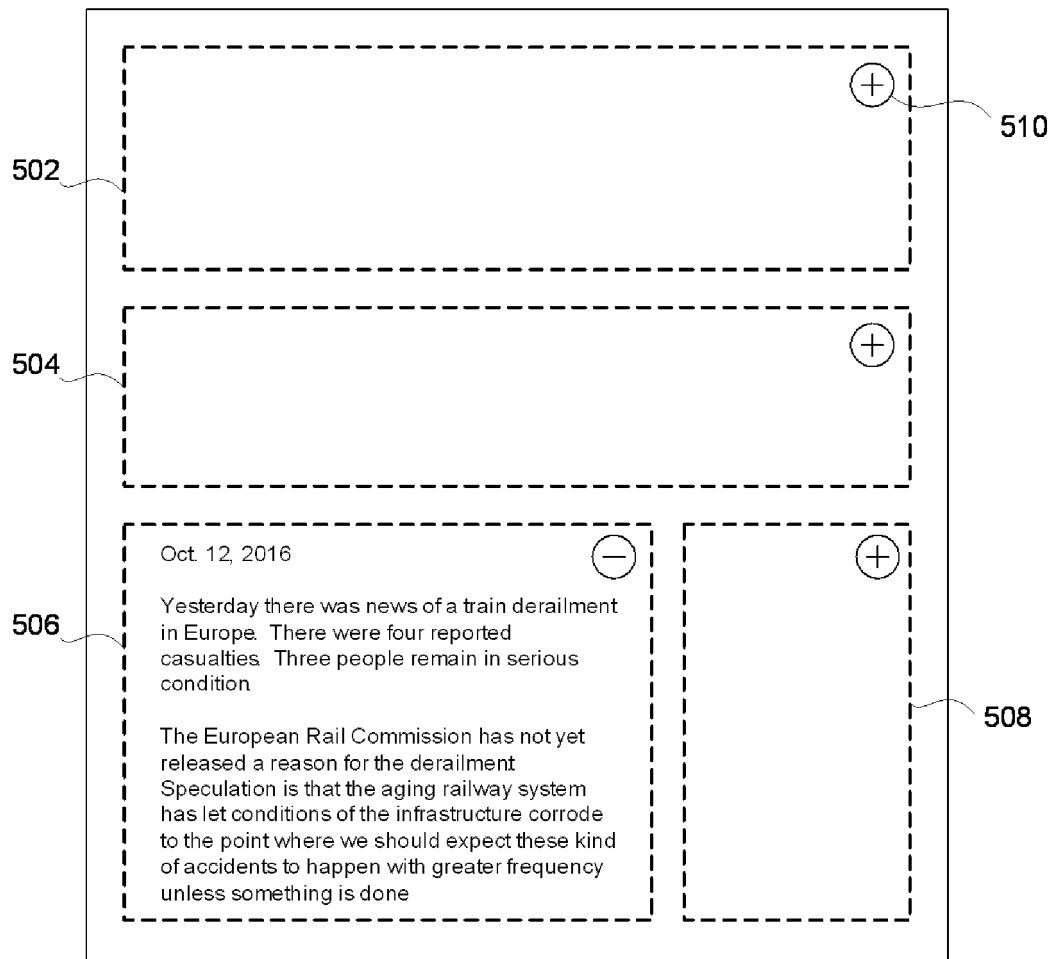 510
502
504
Oct. 12, 2016
Yesterday there was news of a train derailment
in Europe. There were four reported
casualties. Three people remain in serious
condition.
506
508
The European Rail Commission has not yet
released a reason for the derailment
Speculation is that the aging railway system
has let conditions of the infrastructure corrode
to the point where we should expect these kind
of accidents to happen with greater frequency
unless something is done